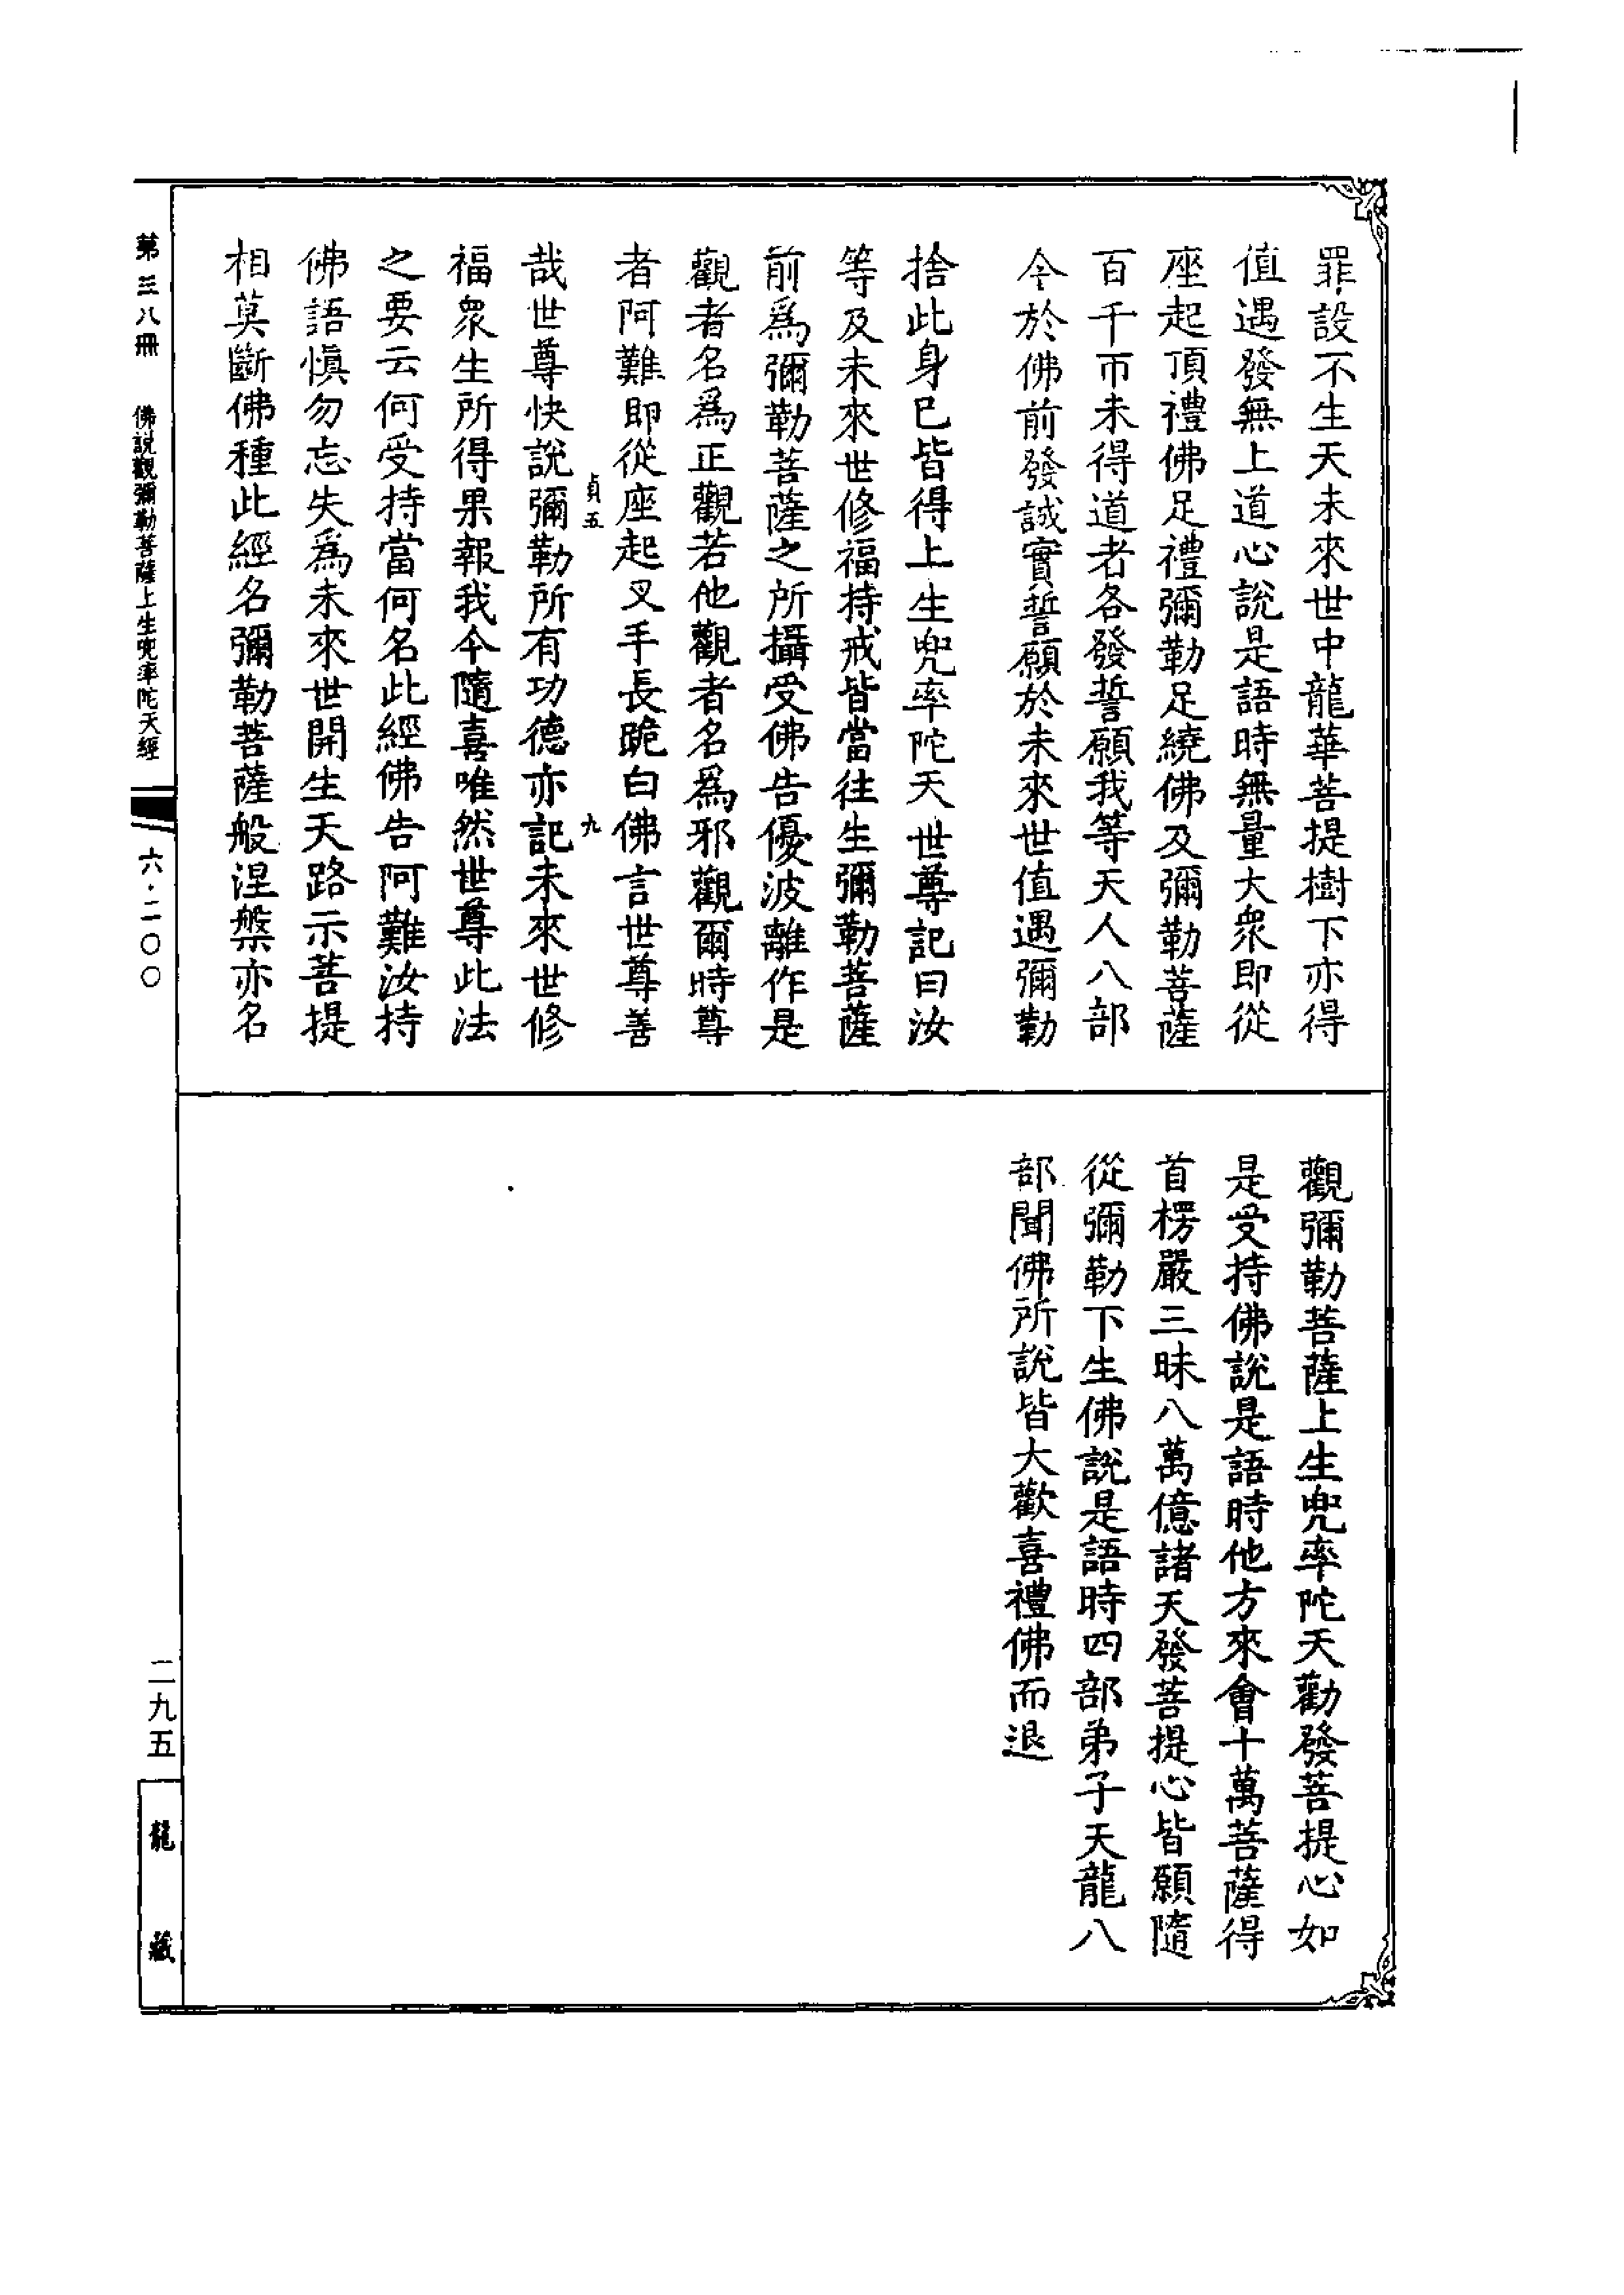 罪設不生天未來世中龍華菩提樹下亦得
值遇發無上道心說是語時無量大衆即從
座起頂禮佛足禮彌勒足繞佛及彌勒菩薩
百千帀未得道者各發誓願我等天人八部
今於佛前發誠實誓願於未來世值遇彌勒
捨此身已皆得上生兜率陀天世尊記曰汝
等及未來世修福持戒皆當往生彌勒菩薩
前爲彌勒菩薩之所攝受佛告優波離作是
觀者名爲正觀若他觀者名爲邪觀爾時尊
者阿難即從座起叉手長跪白佛言世尊善
貞五
九
哉世尊快說彌勒所有功德亦記未來世修
福衆生所得果報我今隨喜唯然世尊此法
之要云何受持當何名此經佛告阿難汝持
佛語愼勿忘失爲未來世開生天路示菩提
相莫斷佛種此經名彌勒菩薩般涅槃亦名
觀彌勒菩薩上生兜率陀天勸發菩提心如
是受持佛說是語時他方來會十萬菩薩得
首楞嚴三昧八萬億諸天發菩提心皆願隨
從彌勒下生佛說是語時四部弟子天龍八
部聞佛所說皆大歡喜禮佛而退
第三八冊 佛說觀彌勒菩薩上生兜率陀天經 六·二〇〇
二九五
龍藏